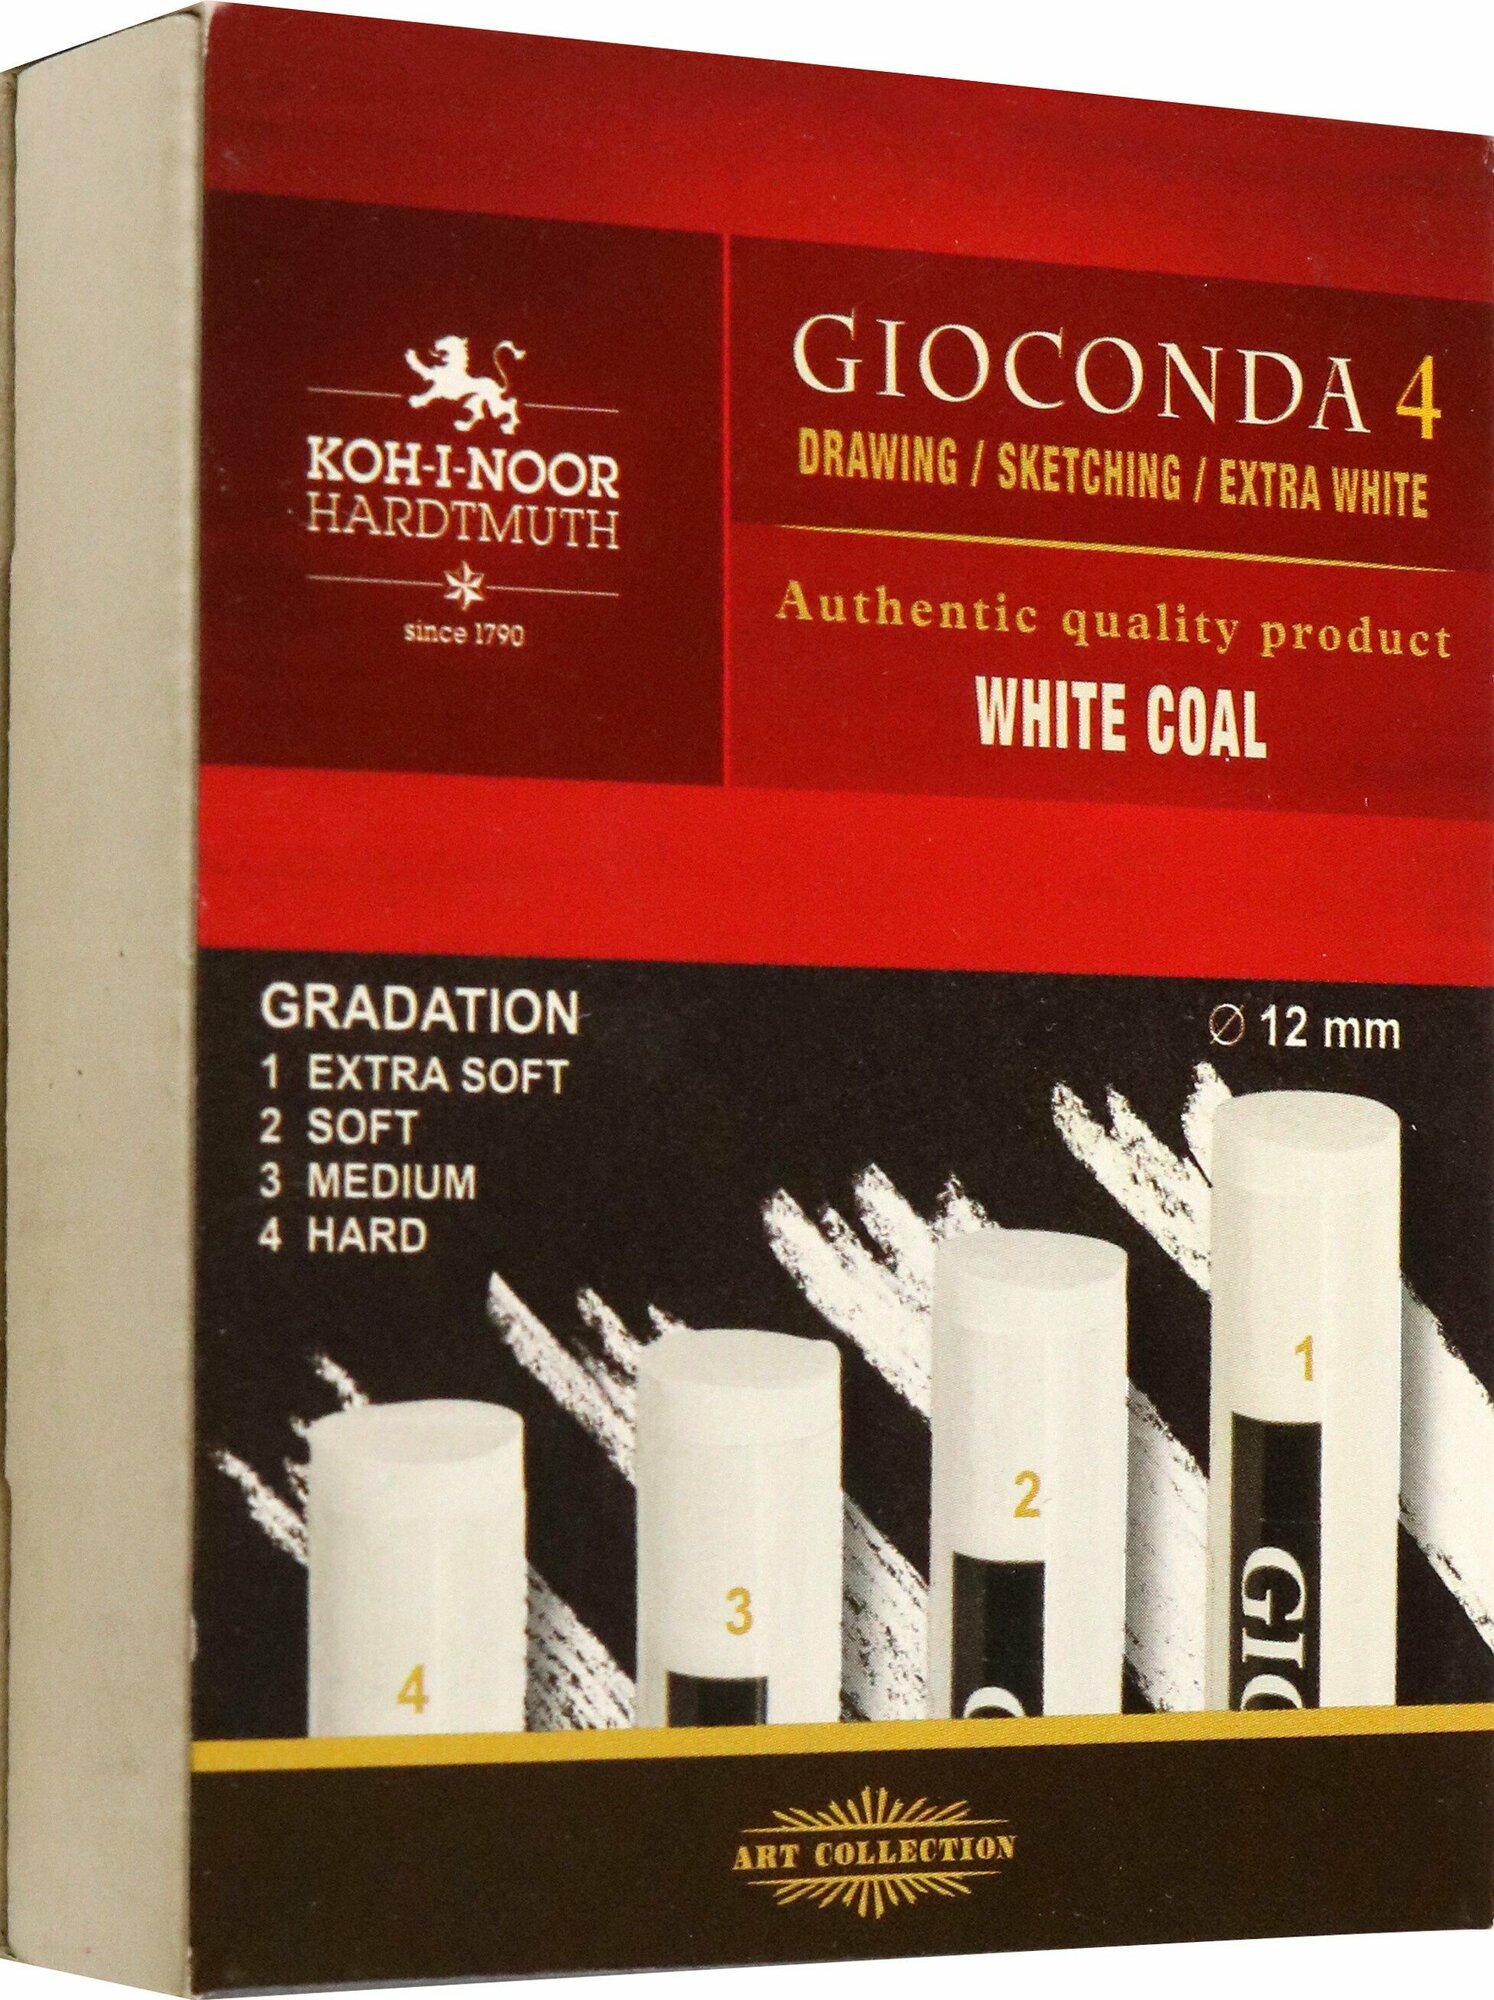 KOH-I-NOOR
HARDTMUTH
since 1790
GIOCONDA 4
DRAWING / SKETCHING / EXTRA WHITE
Authentic quality product
WHITE COAL
GRADATION
1 EXTRA SOFT
2 SOFT
3 MEDIUM
4 HARD
Ø 12 mm
4
3
2
1
GIO
ART COLLECTION